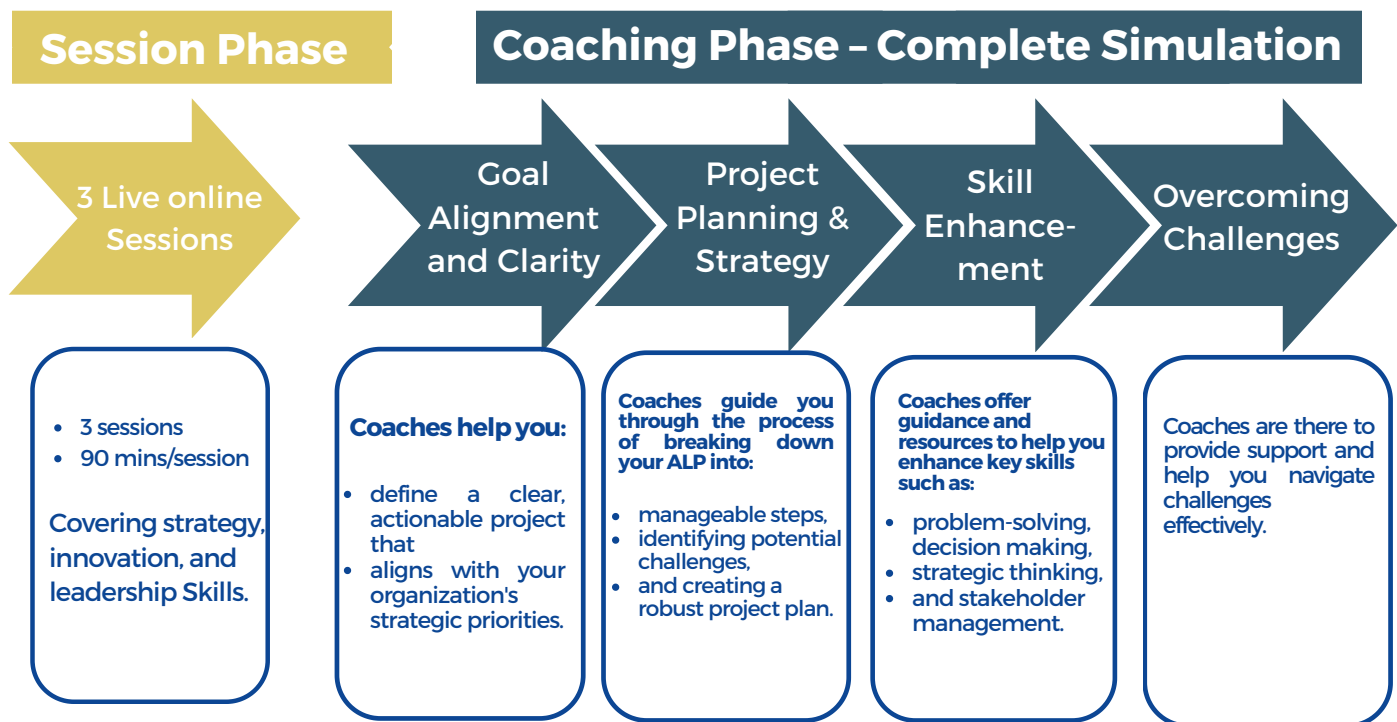 Session Phase
Coaching Phase – Complete Simulation
3 Live online
Sessions
Goal
Alignment
and Clarity
Project
Planning &
Strategy
Skill
Enhance-
ment
Overcoming
Challenges
• 3 sessions
• 90 mins/session
Covering strategy,
innovation, and
leadership Skills.
Coaches help you:
• define a clear,
actionable project
that
• aligns with your
organization's
strategic priorities.
Coaches guide you
through the process
of breaking down
your ALP into:
• manageable steps,
• identifying potential
challenges,
• and creating a
robust project plan.
Coaches offer
guidance and
resources to help you
enhance key skills
such as:
• problem-solving,
decision making,
• strategic thinking,
• and stakeholder
management.
Coaches are there to
provide support and
help you navigate
challenges
effectively.